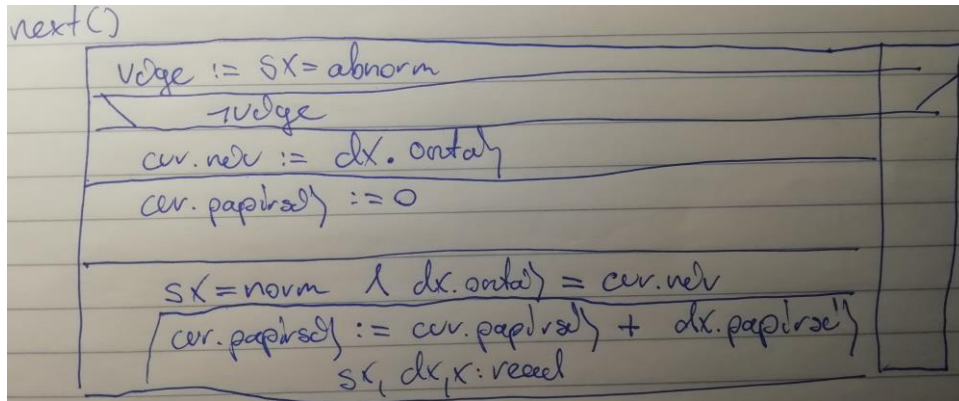 next()
vége := sx=abnorm
¬vége
cur.név := dx.osztály
cur.papírsúly := 0
sx=norm ∧ dx.osztály = cur.név
cur.papírsúly := cur.papírsúly + dx.papírsúly
sx, dx, x: read